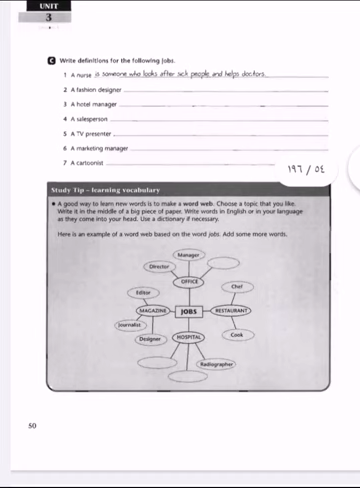 UNIT
3
C Write definitions for the following jobs.
1 A nurse is someone who looks after sick people and helps doctors.
2 A fashion designer
3 A hotel manager
4 A salesperson
5 A TV presenter
6 A marketing manager
7 A cartoonist
197 / 05
Study Tip – learning vocabulary
• A good way to learn new words is to make a word web. Choose a topic that you like.
Write it in the middle of a big piece of paper. Write words in English or in your language
as they come into your head. Use a dictionary if necessary.
Here is an example of a word web based on the word jobs. Add some more words.
Manager
Director
OFFICE
Editor
Chef
MAGAZINE
JOBS
RESTAURANT
Journalist
Designer
HOSPITAL
Cook
Radiographer
50